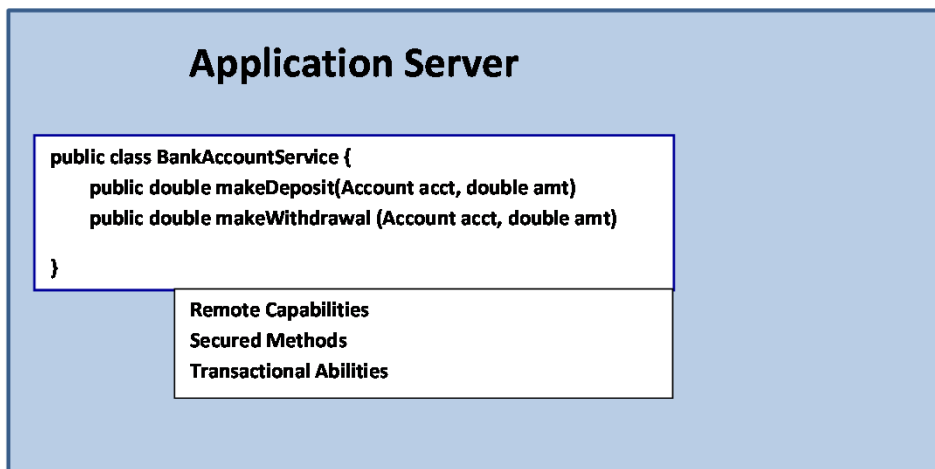 Application Server
public class BankAccountService {
public double makeDeposit(Account acct, double amt)
public double makeWithdrawal (Account acct, double amt)
}
Remote Capabilities
Secured Methods
Transactional Abilities